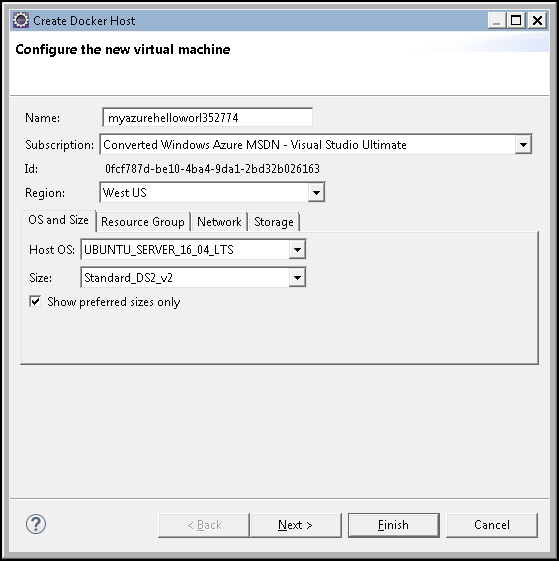 Create Docker Host
Configure the new virtual machine
Name: myazurehelloworl352774
Subscription: Converted Windows Azure MSDN - Visual Studio Ultimate
Id: 0fcf787d-be10-4ba4-9da1-2bd32b026163
Region: West US
OS and Size Resource Group Network Storage
Host OS: UBUNTU_SERVER_16_04_LTS
Size: Standard_DS2_v2
Show preferred sizes only
? < Back Next > Finish Cancel